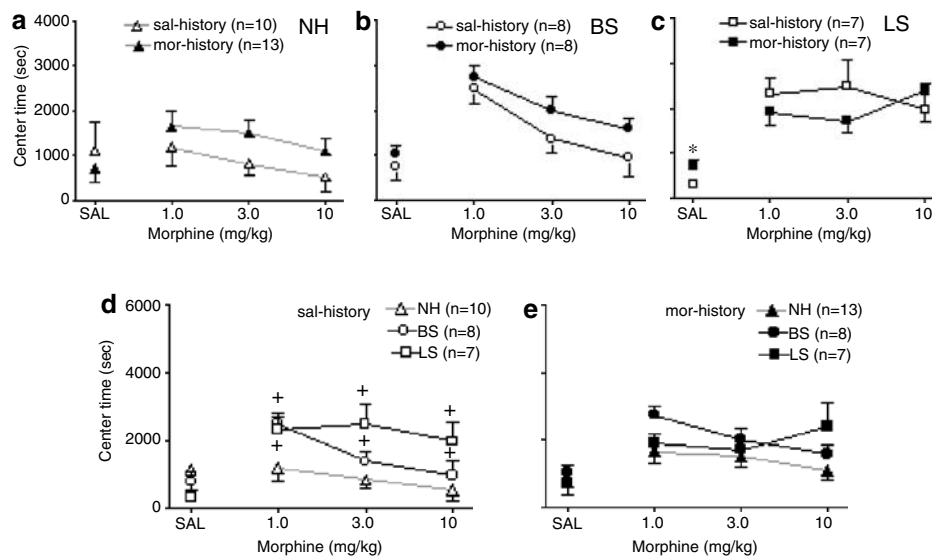 a
sal-history (n=10)
mor-history (n=13)
NH
Center time (sec)
4000
3000
2000
1000
0
SAL
1.0
3.0
10
Morphine (mg/kg)
b
sal-history (n=8)
mor-history (n=8)
BS
SAL
1.0
3.0
10
Morphine (mg/kg)
c
sal-history (n=7)
mor-history (n=7)
LS
*
SAL
1.0
3.0
10
Morphine (mg/kg)
d
sal-history
NH (n=10)
BS (n=8)
LS (n=7)
Center time (sec)
6000
4000
2000
0
+
+
+
+
+
+
SAL
1.0
3.0
10
Morphine (mg/kg)
e
mor-history
NH (n=13)
BS (n=8)
LS (n=7)
SAL
1.0
3.0
10
Morphine (mg/kg)